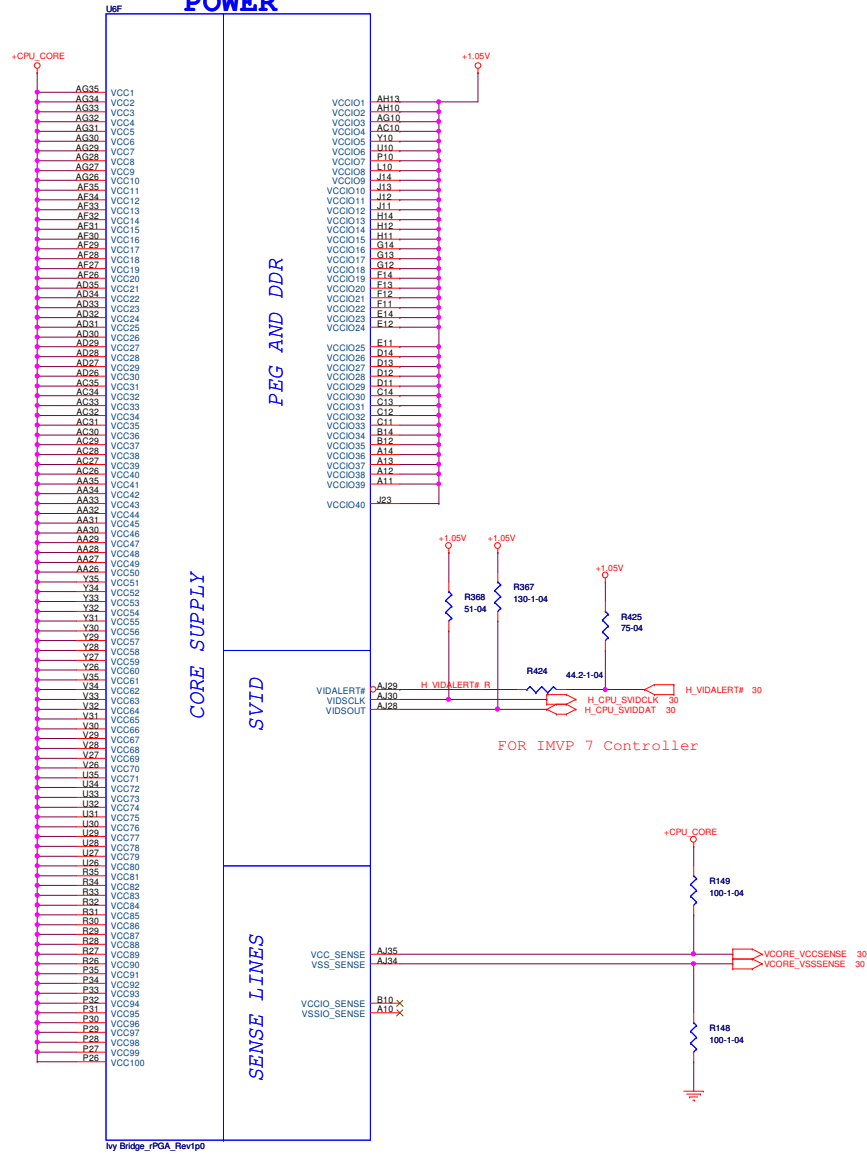 POWER
U6F
+CPU_CORE
+1.05V
AG35 VCC1
AG34 VCC2
AG33 VCC3
AG32 VCC4
AG31 VCC5
AG30 VCC6
AG29 VCC7
AG28 VCC8
AG27 VCC9
AG26 VCC10
AF35 VCC11
AF34 VCC12
AF33 VCC13
AF32 VCC14
AF31 VCC15
AF30 VCC16
AF29 VCC17
AF28 VCC18
AF27 VCC19
AF26 VCC20
AD35 VCC21
AD34 VCC22
AD33 VCC23
AD32 VCC24
AD31 VCC25
AD30 VCC26
AD29 VCC27
AD28 VCC28
AD27 VCC29
AD26 VCC30
AC35 VCC31
AC34 VCC32
AC33 VCC33
AC32 VCC34
AC31 VCC35
AC30 VCC36
AC29 VCC37
AC28 VCC38
AC27 VCC39
AC26 VCC40
AA35 VCC41
AA34 VCC42
AA33 VCC43
AA32 VCC44
AA31 VCC45
AA30 VCC46
AA29 VCC47
AA28 VCC48
AA27 VCC49
AA26 VCC50
Y35 VCC51
Y34 VCC52
Y33 VCC53
Y32 VCC54
Y31 VCC55
Y30 VCC56
Y29 VCC57
Y28 VCC58
Y27 VCC59
Y26 VCC60
V35 VCC61
V34 VCC62
V33 VCC63
V32 VCC64
V31 VCC65
V30 VCC66
V29 VCC67
V28 VCC68
V27 VCC69
V26 VCC70
U35 VCC71
U34 VCC72
U33 VCC73
U32 VCC74
U31 VCC75
U30 VCC76
U29 VCC77
U28 VCC78
U27 VCC79
U26 VCC80
R35 VCC81
R34 VCC82
R33 VCC83
R32 VCC84
R31 VCC85
R30 VCC86
R29 VCC87
R28 VCC88
R27 VCC89
R26 VCC90
P35 VCC91
P34 VCC92
P33 VCC93
P32 VCC94
P31 VCC95
P30 VCC96
P29 VCC97
P28 VCC98
P27 VCC99
P26 VCC100
CORE SUPPLY
PEG AND DDR
VCCIO1 AH13
VCCIO2 AH10
VCCIO3 AG10
VCCIO4 AC10
VCCIO5 Y10
VCCIO6 U10
VCCIO7 P10
VCCIO8 L10
VCCIO9 J14
VCCIO10 J13
VCCIO11 J12
VCCIO12 J11
VCCIO13 H14
VCCIO14 H12
VCCIO15 H11
VCCIO16 G14
VCCIO17 G13
VCCIO18 G12
VCCIO19 F14
VCCIO20 F13
VCCIO21 F12
VCCIO22 F11
VCCIO23 E14
VCCIO24 E12
VCCIO25 E11
VCCIO26 D14
VCCIO27 D13
VCCIO28 D12
VCCIO29 D11
VCCIO30 C14
VCCIO31 C13
VCCIO32 C12
VCCIO33 C11
VCCIO34 B14
VCCIO35 B12
VCCIO36 A14
VCCIO37 A13
VCCIO38 A12
VCCIO39 A11
VCCIO40 J23
+1.05V +1.05V
+1.05V
R368
51-04
R367
130-1-04
R425
75-04
R424 44.2-1-04
SVID
VIDALERT# AJ29 H_VIDALERT#_R H_VIDALERT# 30
VIDSCLK AJ30 H_CPU_SVIDCLK 30
VIDSOUT AJ28 H_CPU_SVIDDAT 30
FOR IMVP 7 Controller
+CPU_CORE
R149
100-1-04
SENSE LINES
VCC_SENSE AJ35 VCORE_VCCSENSE 30
VSS_SENSE AJ34 VCORE_VSSSENSE 30
VCCIO_SENSE B10
VSSIO_SENSE A10
R148
100-1-04
Ivy Bridge_rPGA_Rev1p0